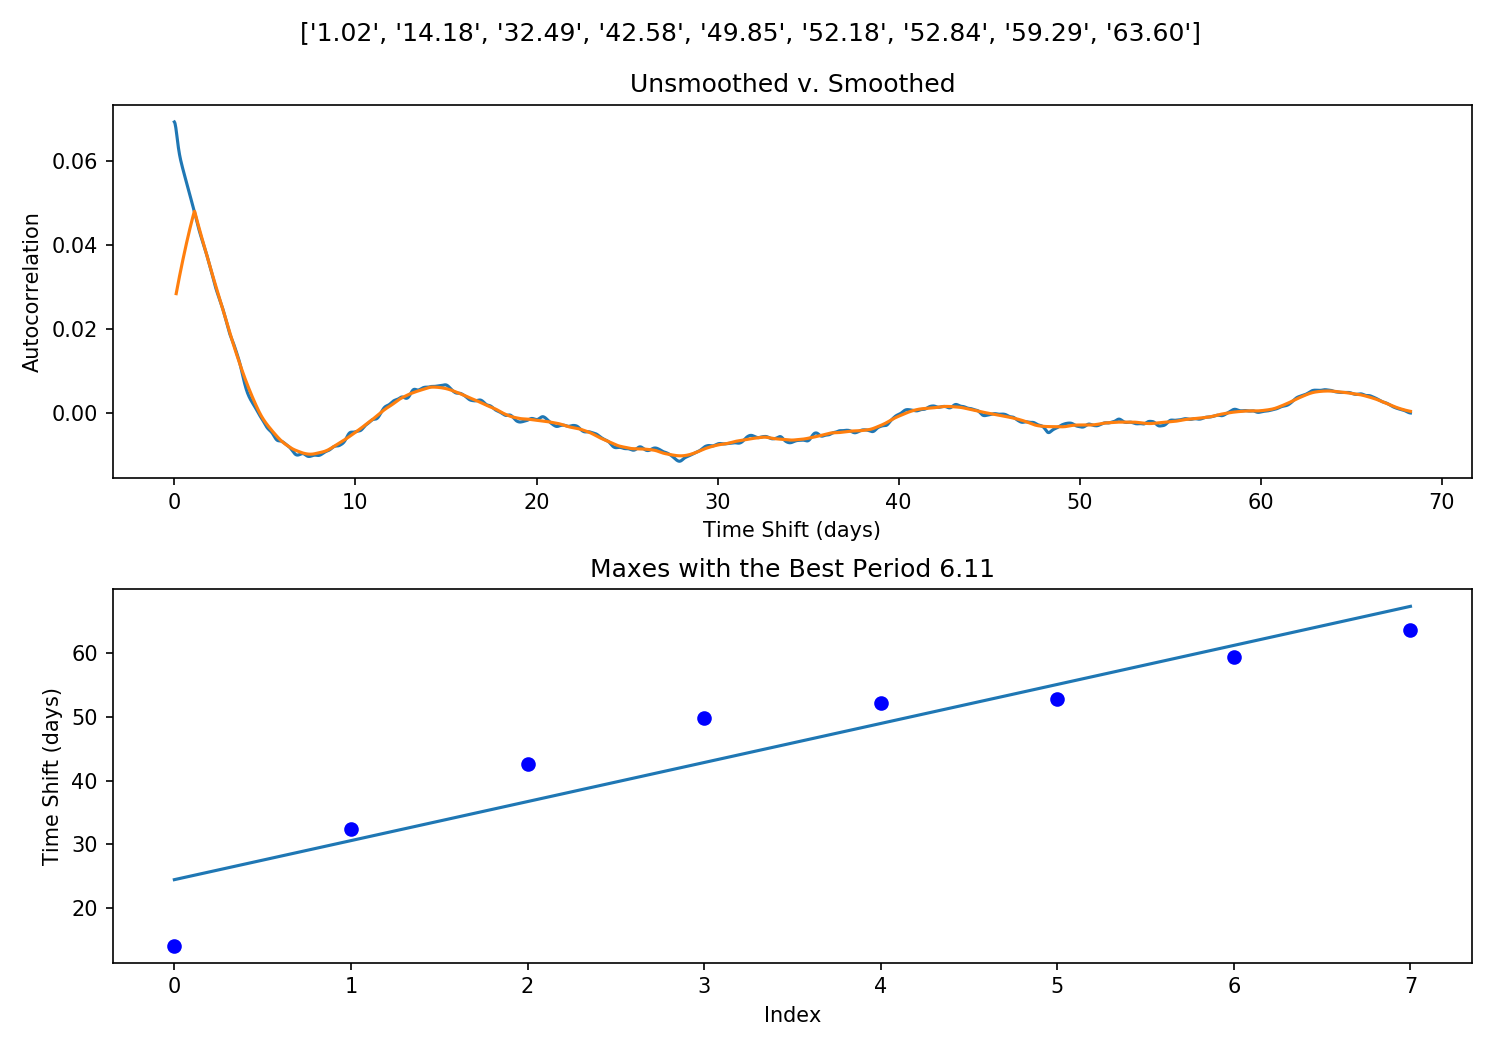 ['1.02', '14.18', '32.49', '42.58', '49.85', '52.18', '52.84', '59.29', '63.60']
Unsmoothed v. Smoothed
Autocorrelation
0.06
0.04
0.02
0.00
0 10 20 30 40 50 60 70
Time Shift (days)
Maxes with the Best Period 6.11
Time Shift (days)
60
50
40
30
20
0 1 2 3 4 5 6 7
Index